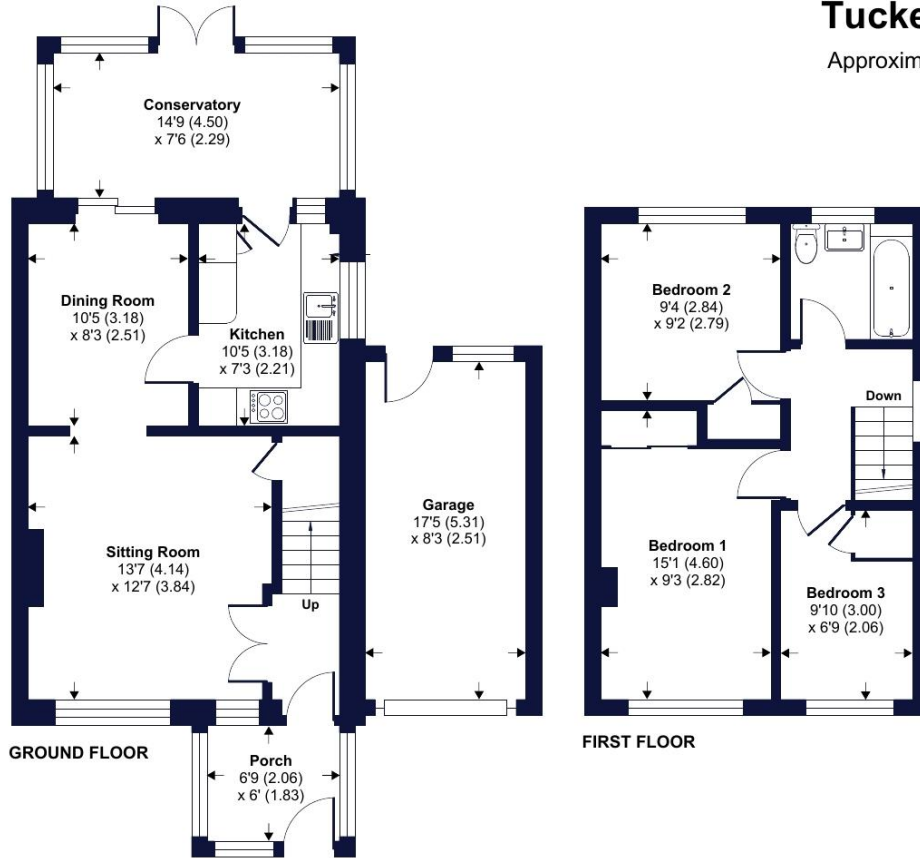 Tucke
Approxim
Conservatory
14'9 (4.50)
x 7'6 (2.29)
Dining Room
10'5 (3.18)
x 8'3 (2.51)
Kitchen
10'5 (3.18)
x 7'3 (2.21)
Sitting Room
13'7 (4.14)
x 12'7 (3.84)
Up
Garage
17'5 (5.31)
x 8'3 (2.51)
Porch
6'9 (2.06)
x 6' (1.83)
GROUND FLOOR
Bedroom 2
9'4 (2.84)
x 9'2 (2.79)
Down
Bedroom 1
15'1 (4.60)
x 9'3 (2.82)
Bedroom 3
9'10 (3.00)
x 6'9 (2.06)
FIRST FLOOR